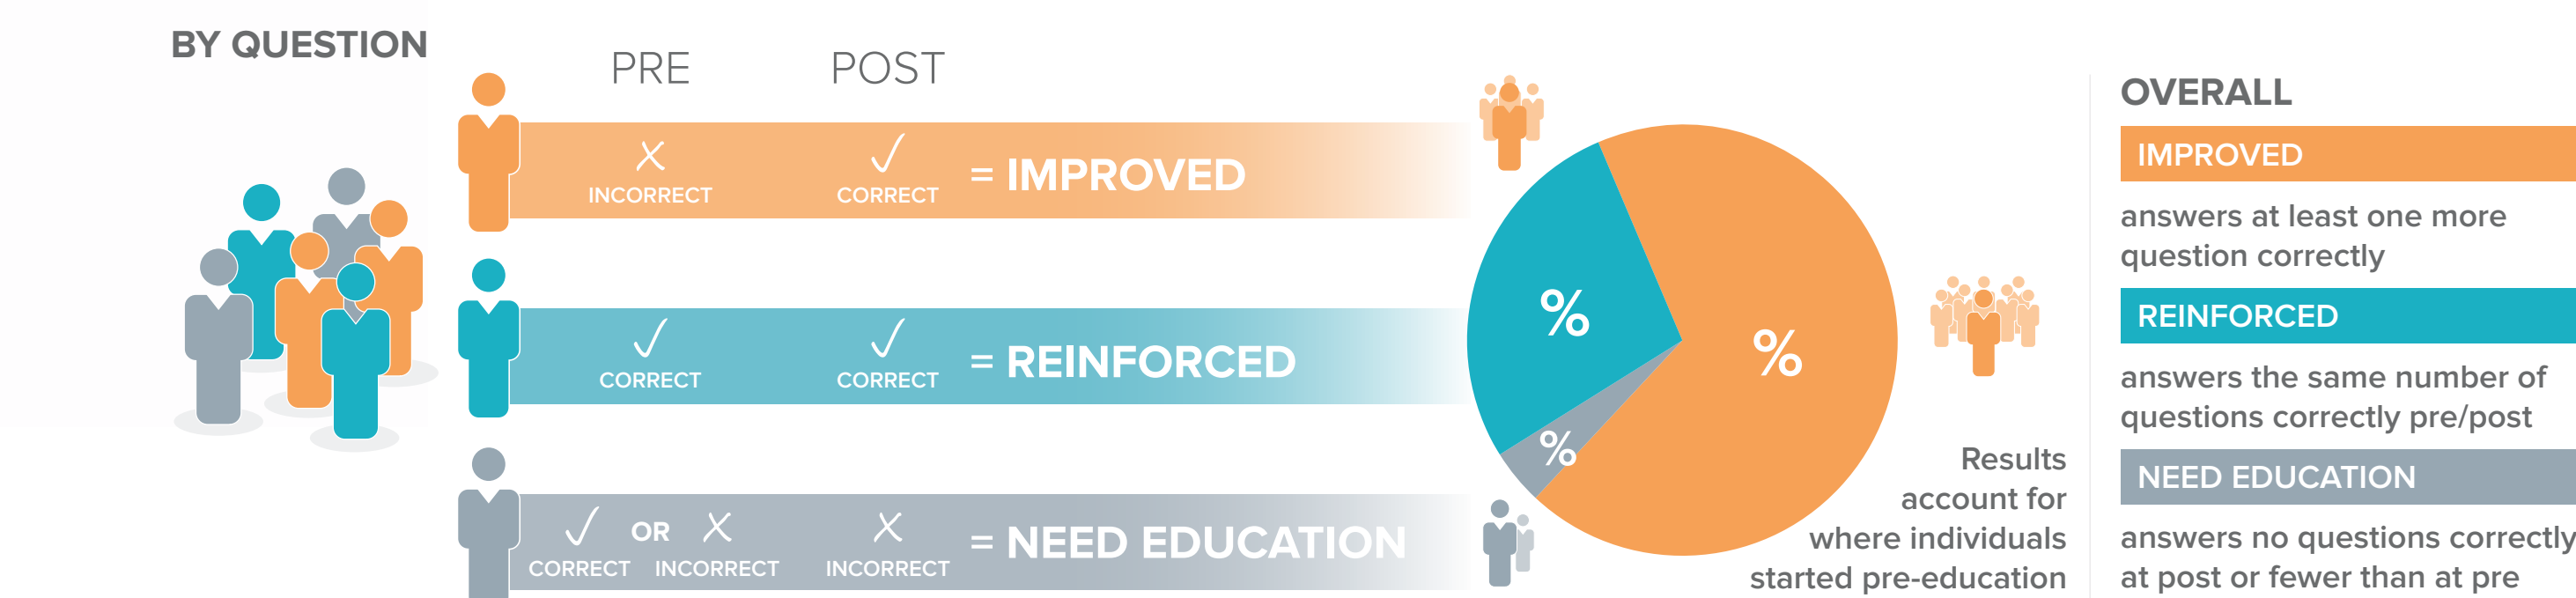 BY QUESTION
PRE POST
INCORRECT CORRECT = IMPROVED
CORRECT CORRECT = REINFORCED
OR
CORRECT INCORRECT INCORRECT = NEED EDUCATION
%
%
%
Results
account for
where individuals
started pre-education
OVERALL
IMPROVED
answers at least one more
question correctly
REINFORCED
answers the same number of
questions correctly pre/post
NEED EDUCATION
answers no questions correctly
at post or fewer than at pre